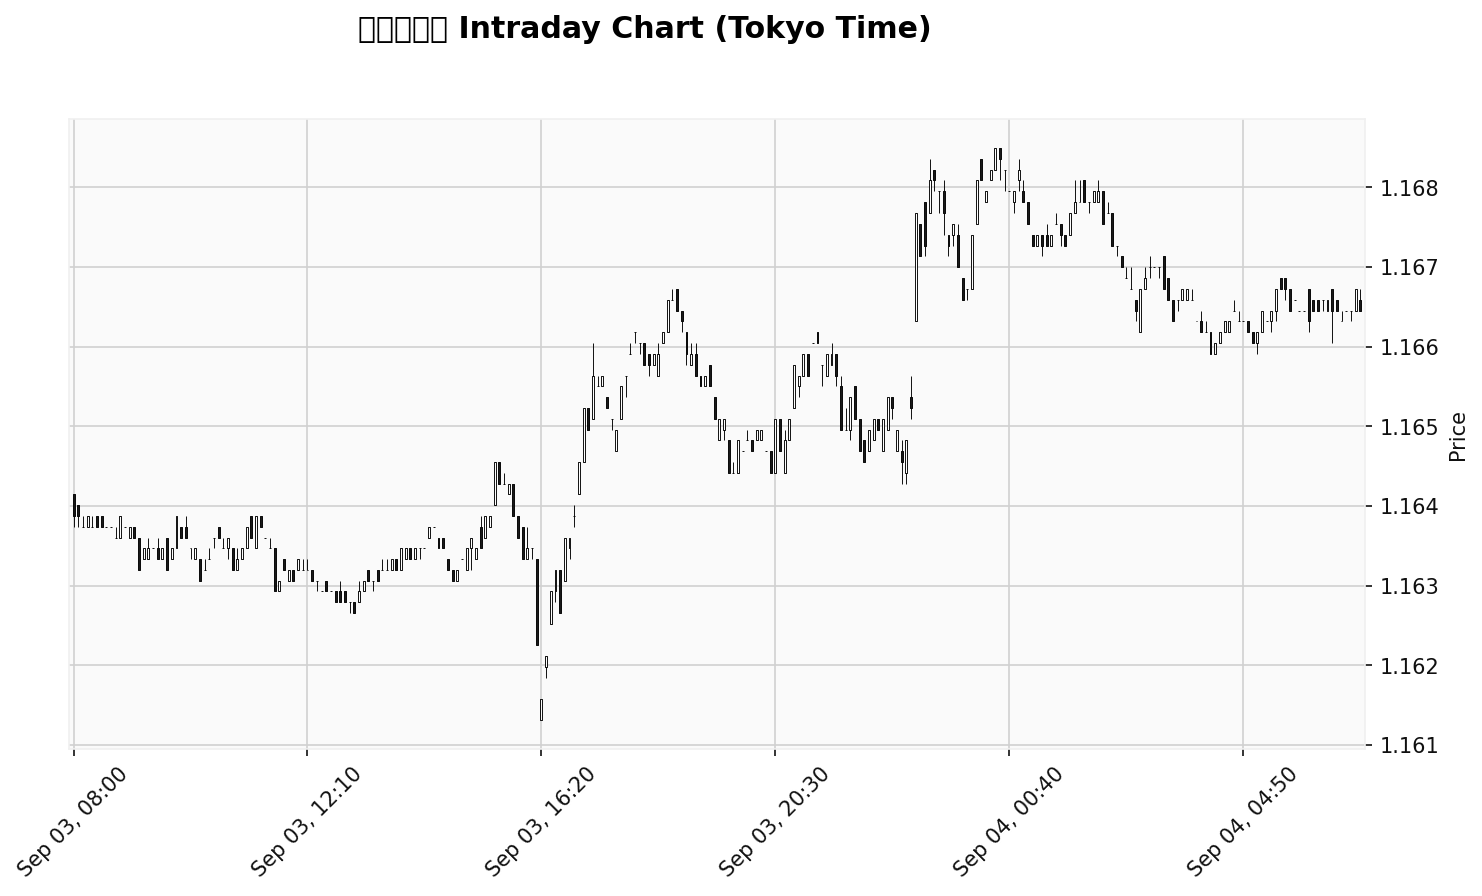 Intraday Chart (Tokyo Time)
1.168
1.167
1.166
1.165
1.164
1.163
1.162
1.161
Price
Sep 03, 08:00
Sep 03, 12:10
Sep 03, 16:20
Sep 03, 20:30
Sep 04, 00:40
Sep 04, 04:50